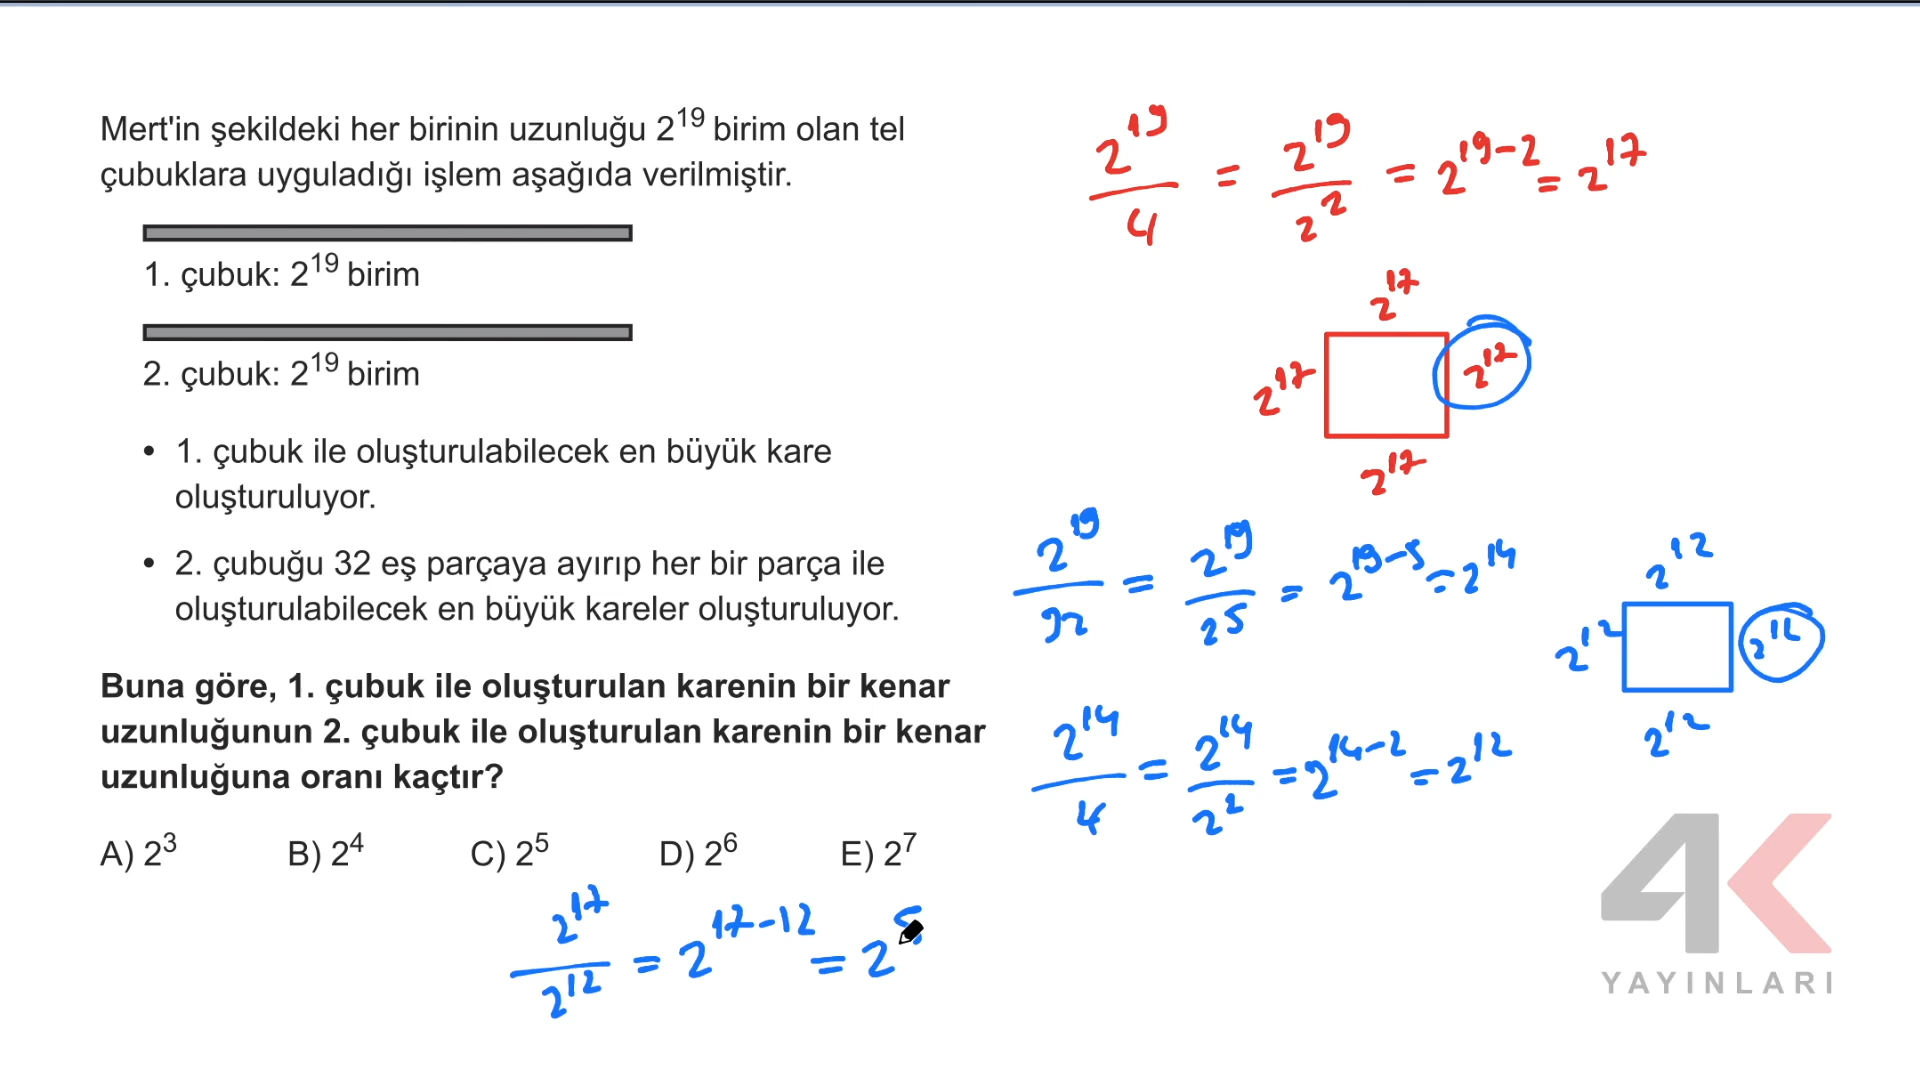 Mert'in şekildeki her birinin uzunluğu 2^19 birim olan tel
çubuklara uyguladığı işlem aşağıda verilmiştir.
1. çubuk: 2^19 birim
2. çubuk: 2^19 birim
• 1. çubuk ile oluşturulabilecek en büyük kare
oluşturuluyor.
• 2. çubuğu 32 eş parçaya ayırıp her bir parça ile
oluşturulabilecek en büyük kareler oluşturuluyor.
Buna göre, 1. çubuk ile oluşturulan karenin bir kenar
uzunluğunun 2. çubuk ile oluşturulan karenin bir kenar
uzunluğuna oranı kaçtır?
A) 2^3 B) 2^4 C) 2^5 D) 2^6 E) 2^7
2^17/2^12 = 2^17-12 = 2^5
2^19/4 = 2^19/2^2 = 2^19-2 = 2^17
2^17
2^17 2^17
2^17
2^19/32 = 2^19/2^5 = 2^19-5 = 2^14
2^12
2^12 2^12
2^12
2^14/4 = 2^14/2^2 = 2^14-2 = 2^12
4K
YAYINLARI